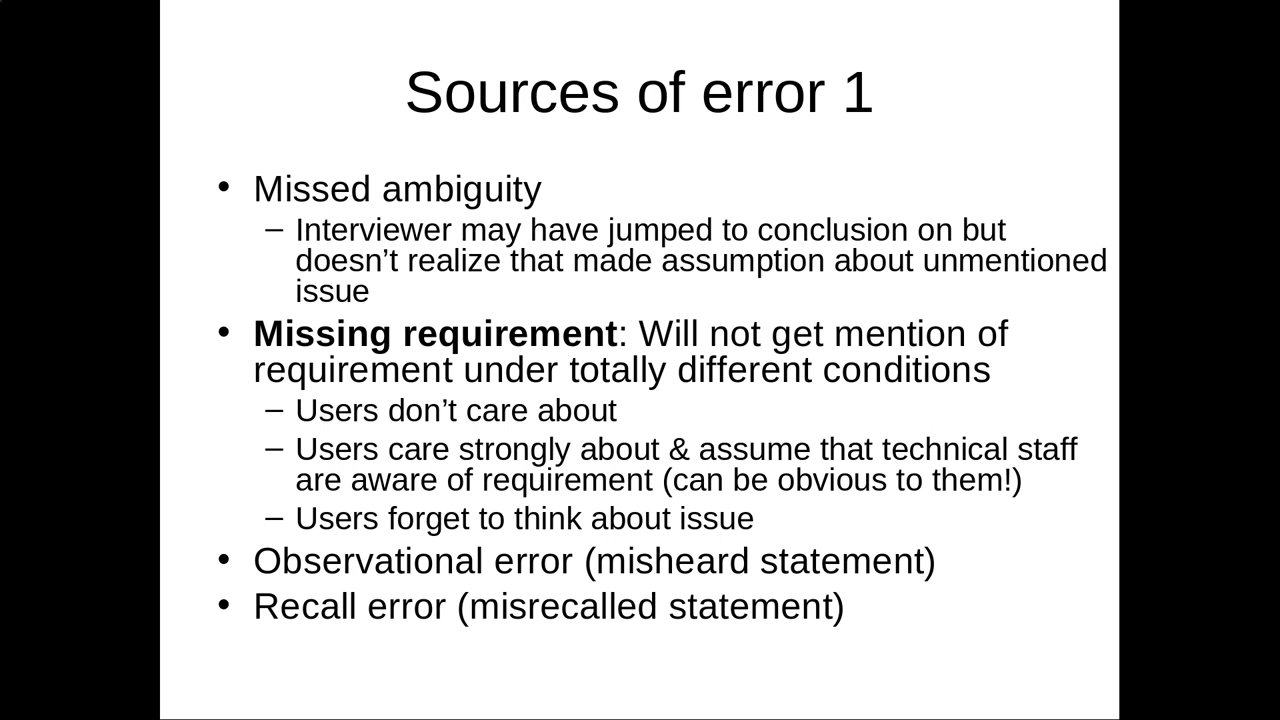 Sources of error 1
• Missed ambiguity
– Interviewer may have jumped to conclusion on but
doesn’t realize that made assumption about unmentioned
issue
• Missing requirement: Will not get mention of
requirement under totally different conditions
– Users don’t care about
– Users care strongly about & assume that technical staff
are aware of requirement (can be obvious to them!)
– Users forget to think about issue
• Observational error (misheard statement)
• Recall error (misrecalled statement)